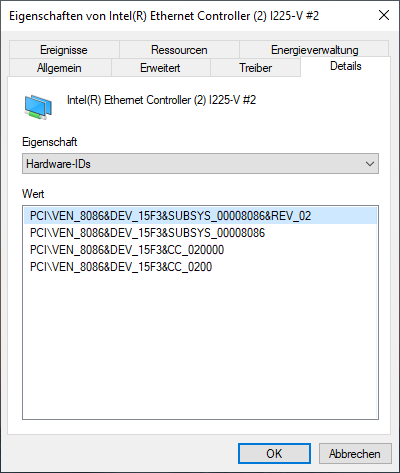 Eigenschaften von Intel(R) Ethernet Controller (2) I225-V #2
Ereignisse Ressourcen Energieverwaltung
Allgemein Erweitert Treiber Details
Intel(R) Ethernet Controller (2) I225-V #2
Eigenschaft
Hardware-IDs
Wert
PCI\VEN_8086&DEV_15F3&SUBSYS_00008086&REV_02
PCI\VEN_8086&DEV_15F3&SUBSYS_00008086
PCI\VEN_8086&DEV_15F3&CC_020000
PCI\VEN_8086&DEV_15F3&CC_0200
OK Abbrechen